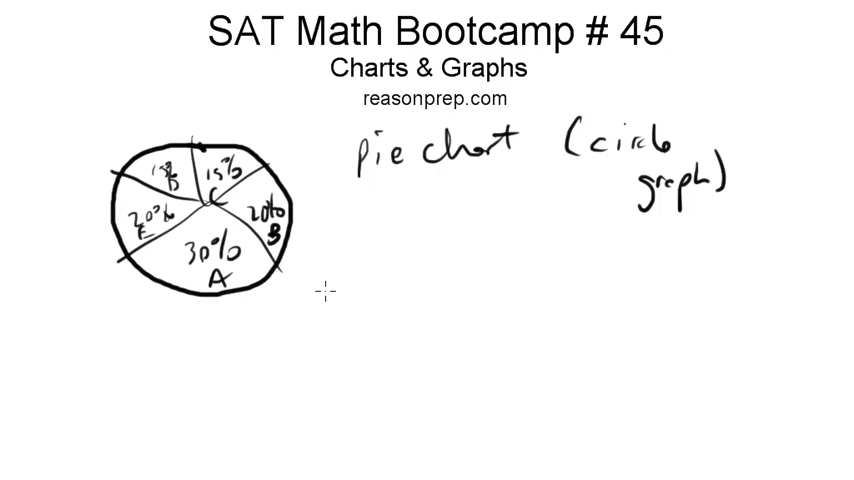 SAT Math Bootcamp # 45
Charts & Graphs
reasonprep.com
pie chart (circle
graph)
15%
15%
C
20%
E
20%
B
30%
A